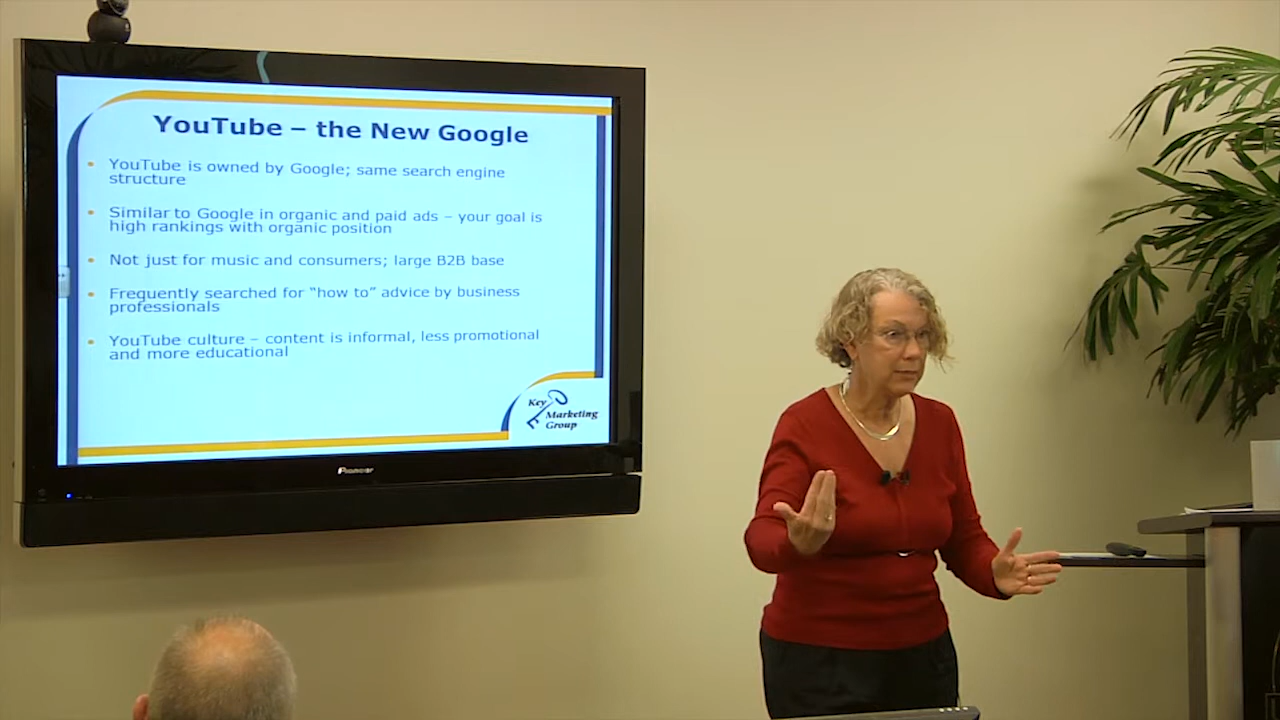 YouTube – the New Google
YouTube is owned by Google; same search engine
structure
Similar to Google in organic and paid ads – your goal is
high rankings with organic position
Not just for music and consumers; large B2B base
Frequently searched for “how to” advice by business
professionals
YouTube culture – content is informal, less promotional
and more educational
Key
Marketing
Group
Pioneer